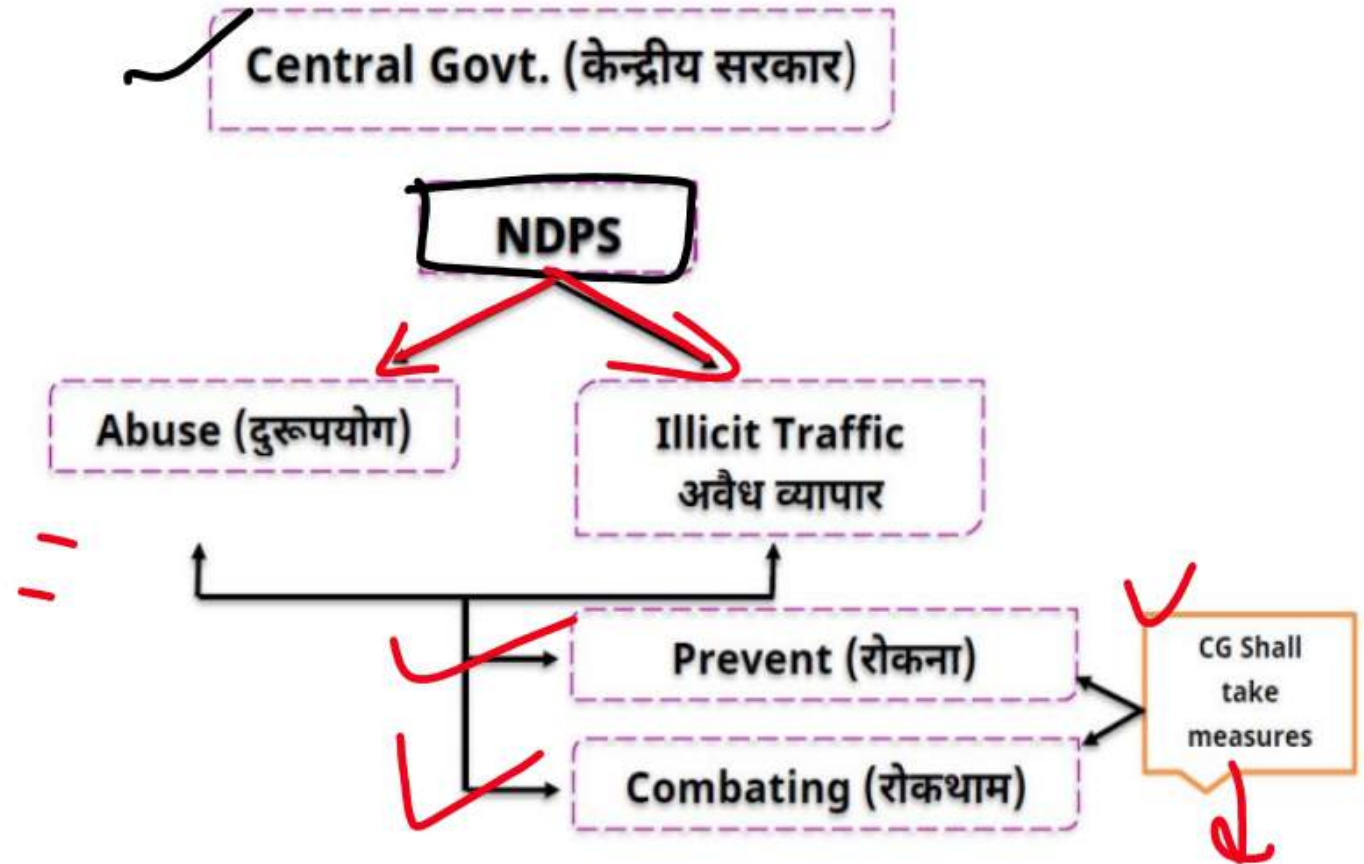 Central Govt. (केन्द्रीय सरकार)
NDPS
Abuse (दुरूपयोग)
Illicit Traffic
अवैध व्यापार
Prevent (रोकना)
Combating (रोकथाम)
CG Shall
take
measures